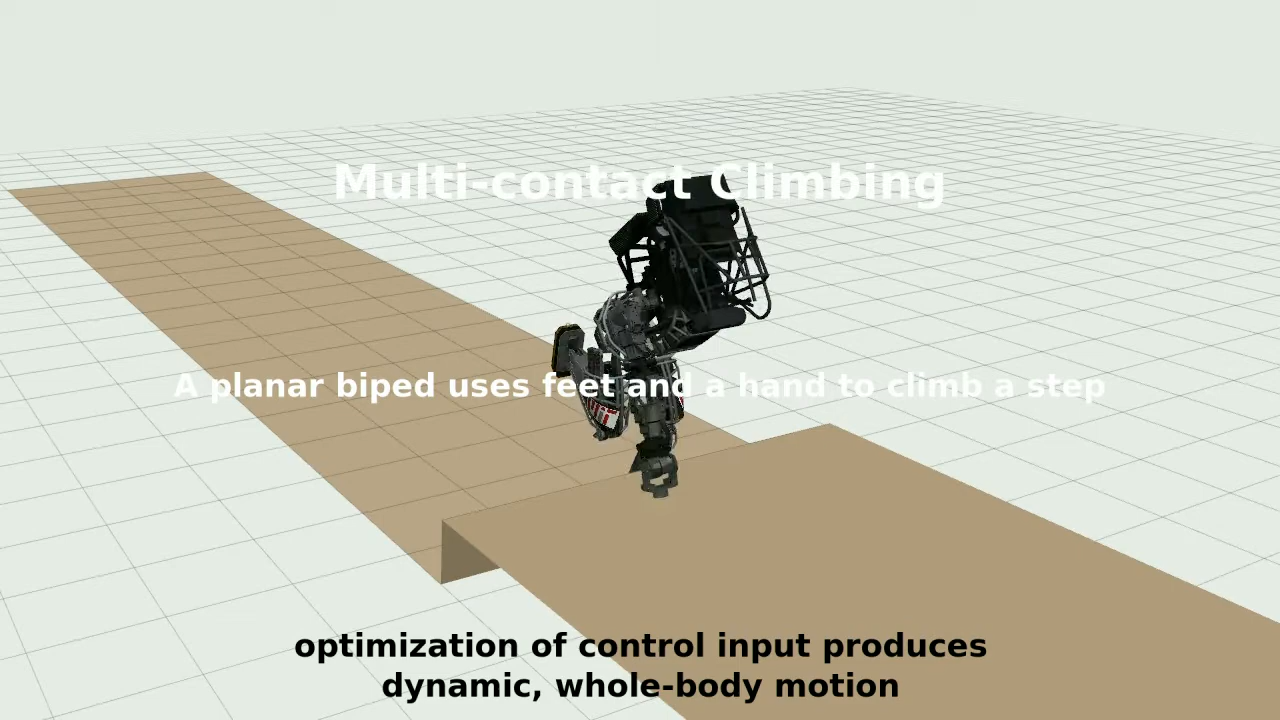 Multi-contact Climbing
A planar biped uses feet and a hand to climb a step
optimization of control input produces
dynamic, whole-body motion